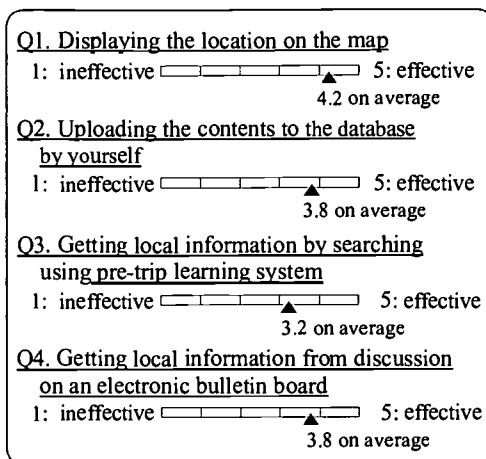 Q1. Displaying the location on the map
1: ineffective 5: effective
4.2 on average
Q2. Uploading the contents to the database
by yourself
1: ineffective 5: effective
3.8 on average
Q3. Getting local information by searching
using pre-trip learning system
1: ineffective 5: effective
3.2 on average
Q4. Getting local information from discussion
on an electronic bulletin board
1: ineffective 5: effective
3.8 on average